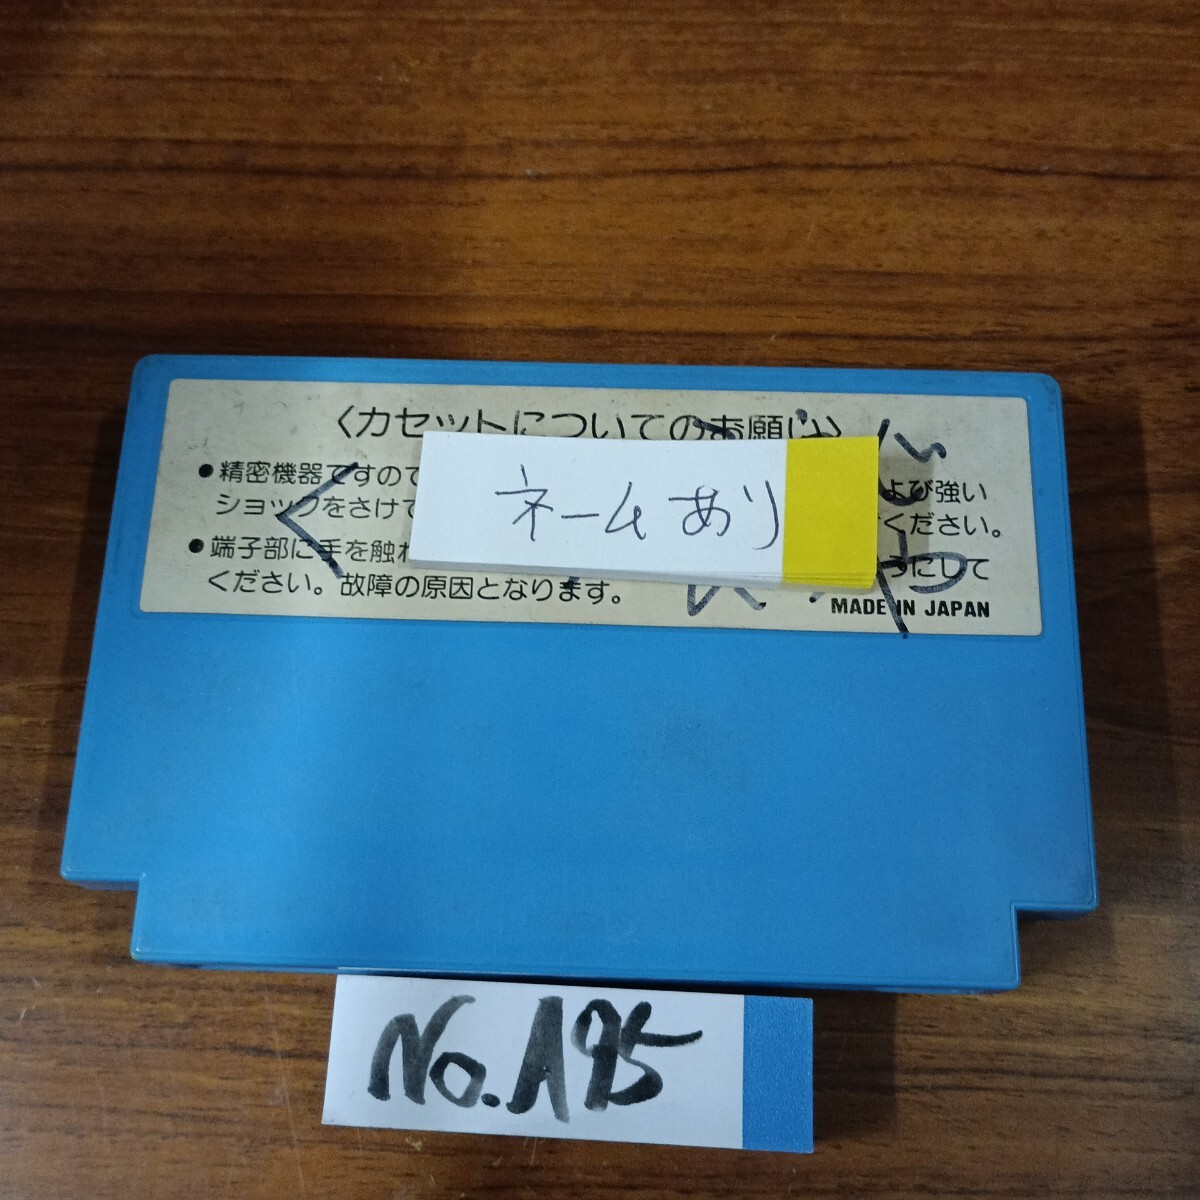 〈カセットについてのお願い〉
●精密機器ですので
よび強い
ショックをさけて
ください。
●端子部に手を触れ
うにして
ください。故障の原因となります。
MADE IN JAPAN
ネームあり
No.A95